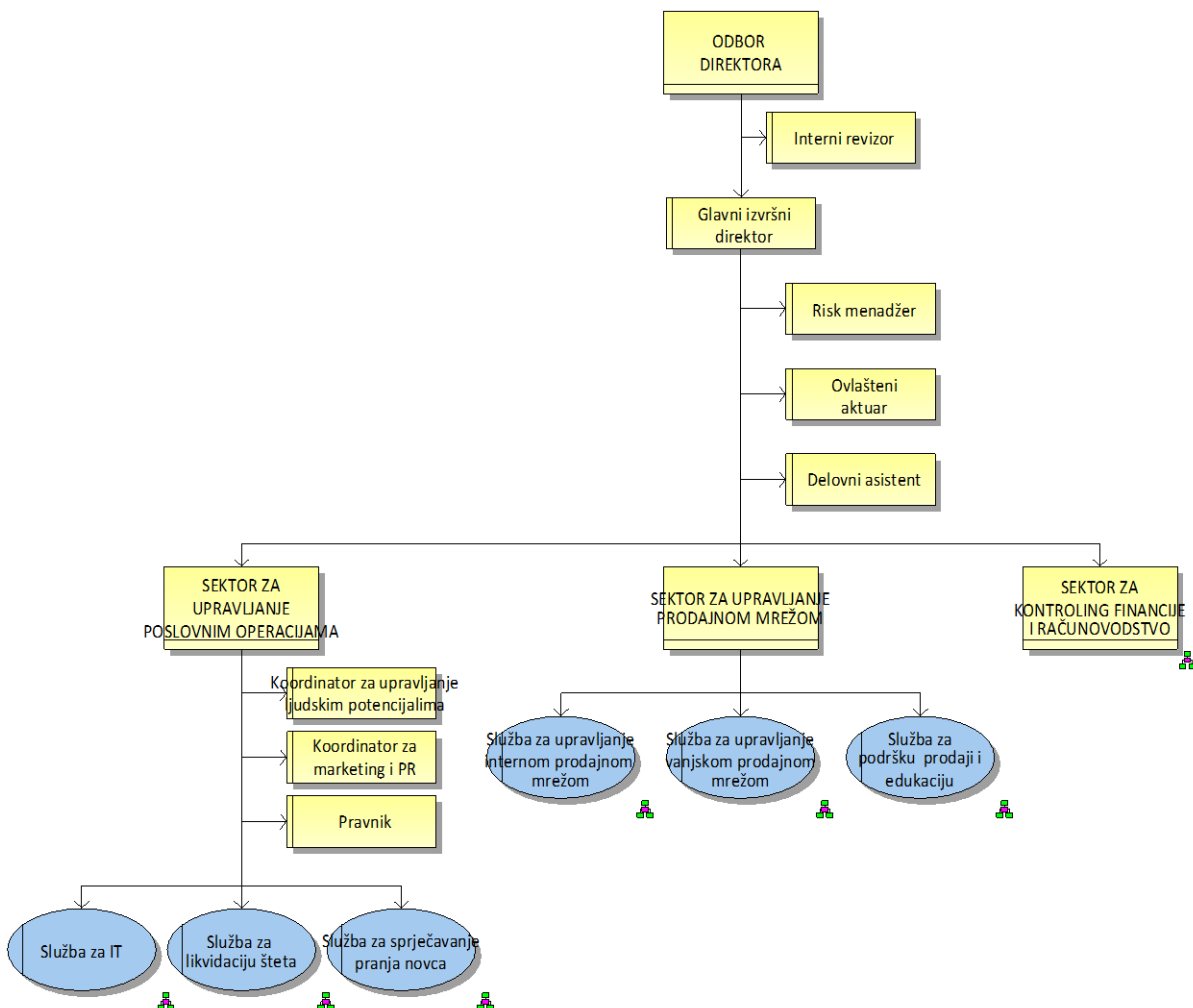 ODBOR
DIREKTORA
Interni revizor
Glavni izvršni
direktor
Risk menadžer
Ovlašteni
aktuar
Delovni asistent
SEKTOR ZA
UPRAVLJANJE
POSLOVNIM OPERACIJAMA
SEKTOR ZA UPRAVLJANJE
PRODAJNOM MREŽOM
SEKTOR ZA
KONTROLING FINANCIJE
I RAČUNOVODSTVO
Koordinator za upravljanje
ljudskim potencijalima
Koordinator za
marketing i PR
Pravnik
Služba za upravljanje
internom prodajnom
mrežom
Služba za upravljanje
vanjskom prodajnom
mrežom
Služba za
podršku prodaji i
edukaciju
Služba za IT
Služba za
likvidaciju šteta
Služba za sprječavanje
pranja novca